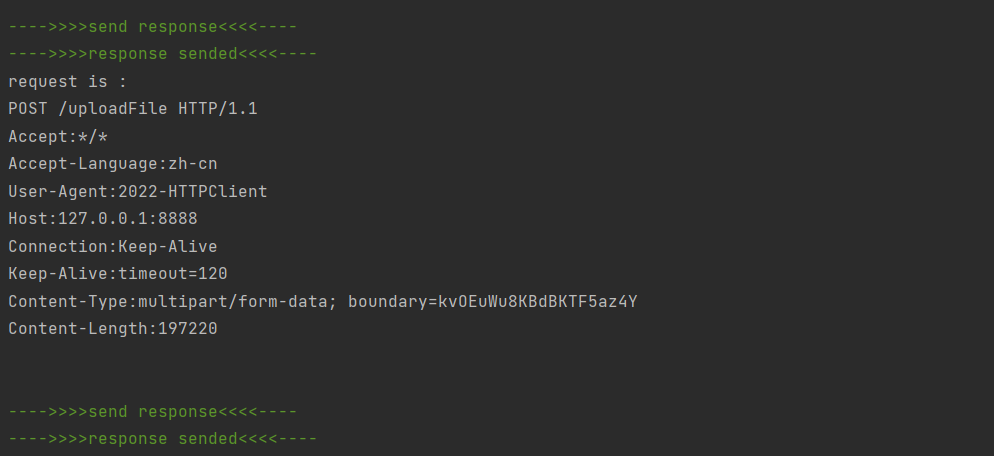 ---->>>>send response<<<<----
---->>>>response sended<<<<----
request is :
POST /uploadFile HTTP/1.1
Accept:*/*
Accept-Language:zh-cn
User-Agent:2022-HTTPClient
Host:127.0.0.1:8888
Connection:Keep-Alive
Keep-Alive:timeout=120
Content-Type:multipart/form-data; boundary=kvOEuWu8KBdBKTF5az4Y
Content-Length:197220
---->>>>send response<<<<----
---->>>>response sended<<<<----